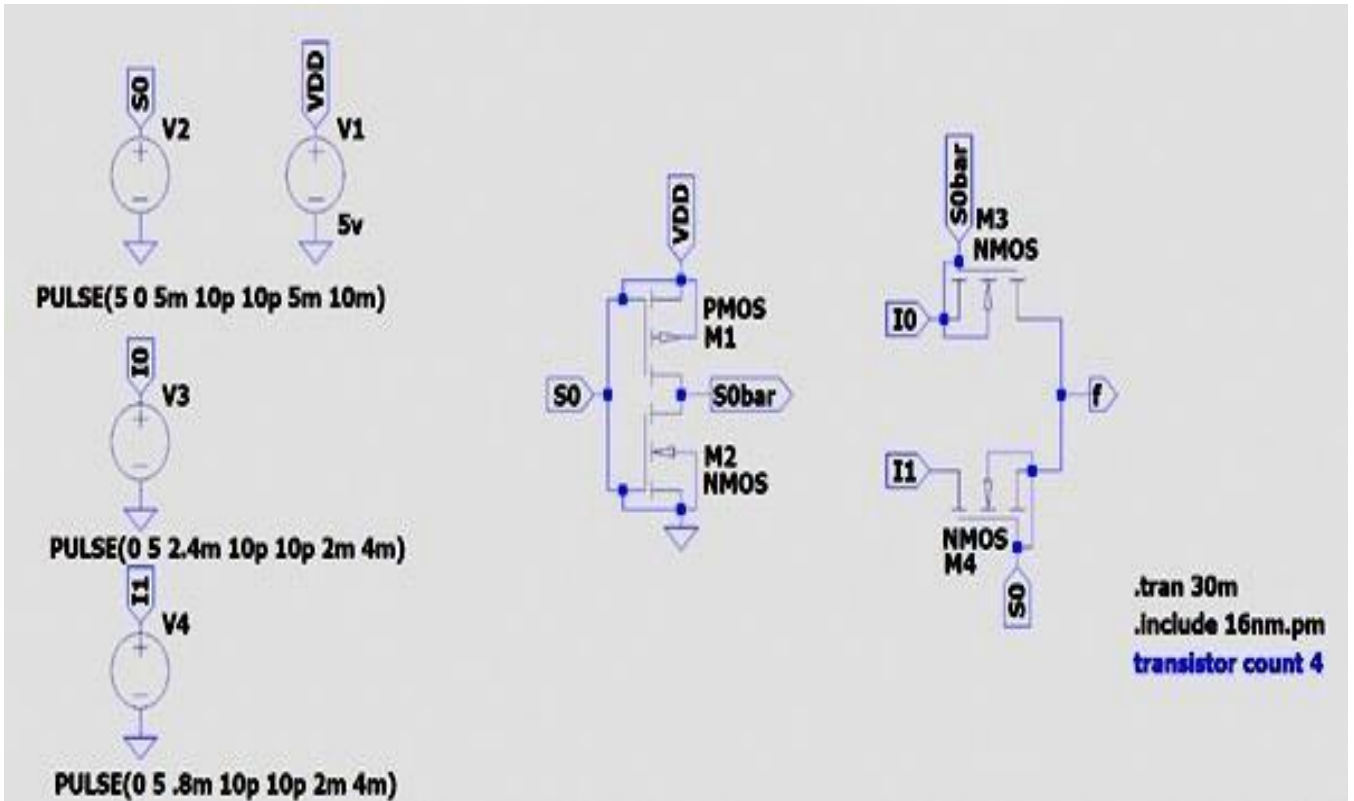 S0
V2
VDD
V1
5v
PULSE(5 0 5m 10p 10p 5m 10m)
I0
V3
PULSE(0 5 2.4m 10p 10p 2m 4m)
I1
V4
PULSE(0 5 .8m 10p 10p 2m 4m)
VDD
PMOS
M1
S0
S0bar
M2
NMOS
S0bar
M3
NMOS
I0
f
I1
NMOS
M4
S0
.tran 30m
.include 16nm.pm
transistor count 4